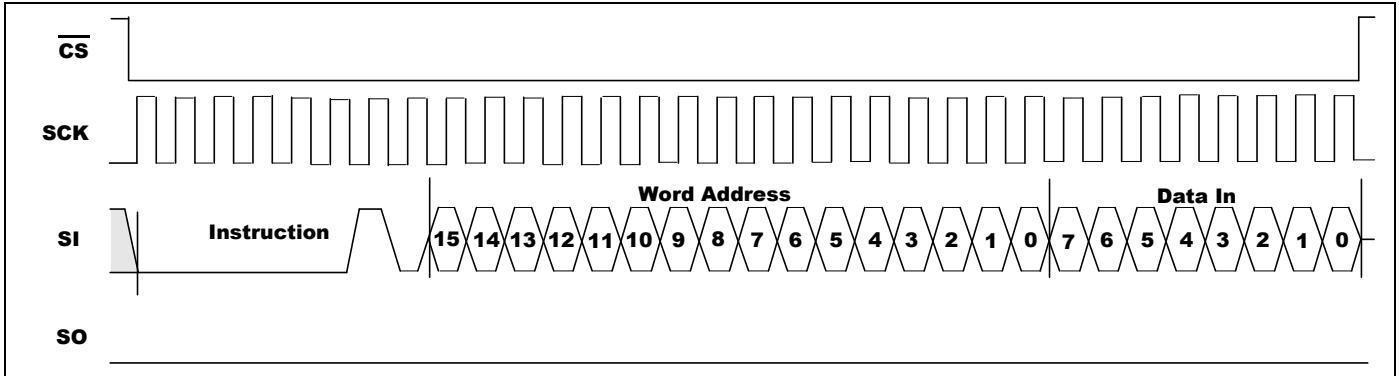 CS
SCK
Word Address
Data In
SI
Instruction
15 14 13 12 11 10 9 8 7 6 5 4 3 2 1 0 7 6 5 4 3 2 1 0
SO